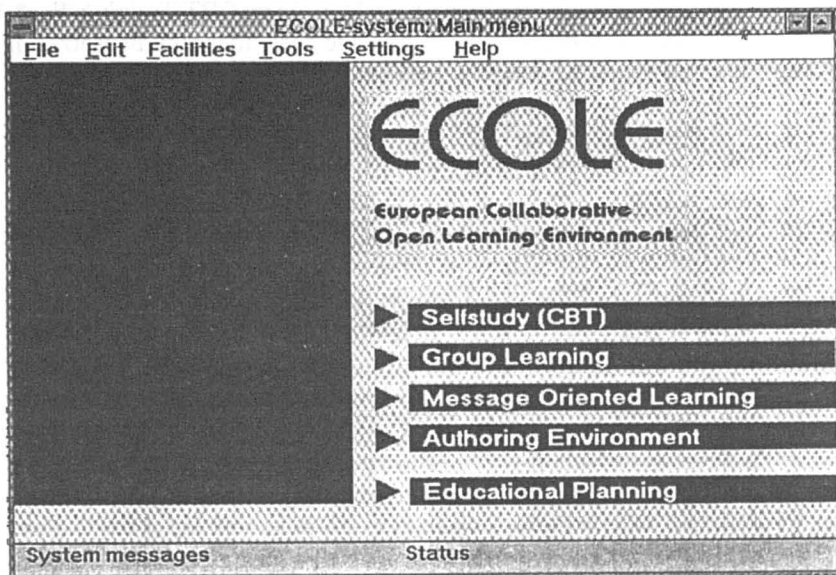 ECOLE-system: Main menu
File Edit Facilities Tools Settings Help
ECOLE
European Collaborative
Open Learning Environment
Selfstudy (CBT)
Group Learning
Message Oriented Learning
Authoring Environment
Educational Planning
System messages Status